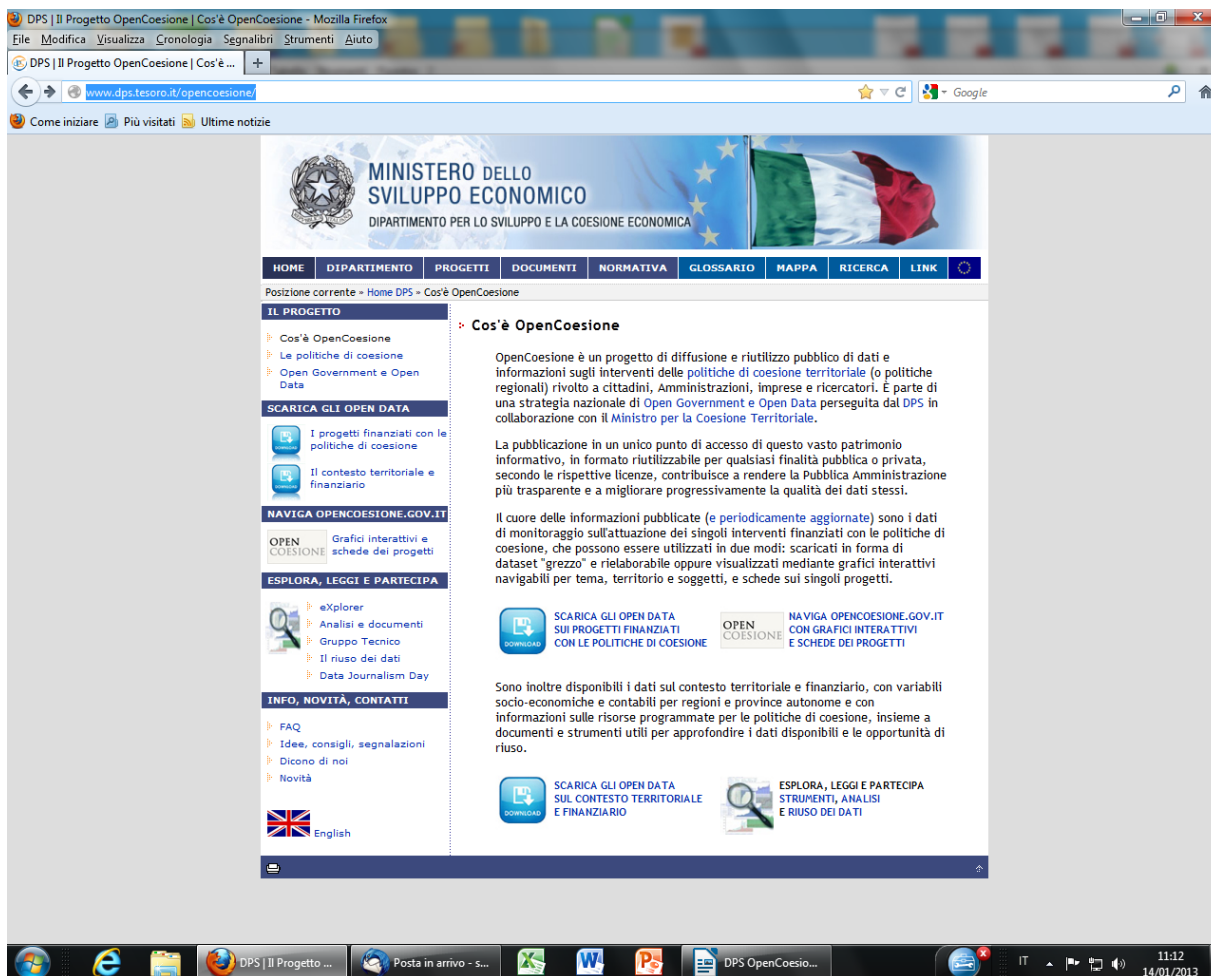 DPS | Il Progetto OpenCoesione | Cos'è OpenCoesione - Mozilla Firefox
File Modifica Visualizza Cronologia Segnalibri Strumenti Aiuto
DPS | Il Progetto OpenCoesione | Cos'è ...
www.dps.tesoro.it/opencoesione/
Google
Come iniziare Più visitati Ultime notizie
MINISTERO DELLO
SVILUPPO ECONOMICO
DIPARTIMENTO PER LO SVILUPPO E LA COESIONE ECONOMICA
HOME DIPARTIMENTO PROGETTI DOCUMENTI NORMATIVA GLOSSARIO MAPPA RICERCA LINK
Posizione corrente » Home DPS » Cos'è OpenCoesione
IL PROGETTO
Cos'è OpenCoesione
Le politiche di coesione
Open Government e Open
Data
SCARICA GLI OPEN DATA
DOWNLOAD
I progetti finanziati con le
politiche di coesione
DOWNLOAD
Il contesto territoriale e
finanziario
NAVIGA OPENCOESIONE.GOV.IT
OPEN
COESIONE
Grafici interattivi e
schede dei progetti
ESPLORA, LEGGI E PARTECIPA
eXplorer
Analisi e documenti
Gruppo Tecnico
Il riuso dei dati
Data Journalism Day
INFO, NOVITÀ, CONTATTI
FAQ
Idee, consigli, segnalazioni
Dicono di noi
Novità
English
Cos'è OpenCoesione
OpenCoesione è un progetto di diffusione e riutilizzo pubblico di dati e
informazioni sugli interventi delle politiche di coesione territoriale (o politiche
regionali) rivolto a cittadini, Amministrazioni, imprese e ricercatori. È parte di
una strategia nazionale di Open Government e Open Data perseguita dal DPS in
collaborazione con il Ministro per la Coesione Territoriale.
La pubblicazione in un unico punto di accesso di questo vasto patrimonio
informativo, in formato riutilizzabile per qualsiasi finalità pubblica o privata,
secondo le rispettive licenze, contribuisce a rendere la Pubblica Amministrazione
più trasparente e a migliorare progressivamente la qualità dei dati stessi.
Il cuore delle informazioni pubblicate (e periodicamente aggiornate) sono i dati
di monitoraggio sull'attuazione dei singoli interventi finanziati con le politiche di
coesione, che possono essere utilizzati in due modi: scaricati in forma di
dataset "grezzo" e rielaborabile oppure visualizzati mediante grafici interattivi
navigabili per tema, territorio e soggetti, e schede sui singoli progetti.
DOWNLOAD
SCARICA GLI OPEN DATA
SUI PROGETTI FINANZIATI
CON LE POLITICHE DI COESIONE
OPEN
COESIONE
NAVIGA OPENCOESIONE.GOV.IT
CON GRAFICI INTERATTIVI
E SCHEDE DEI PROGETTI
Sono inoltre disponibili i dati sul contesto territoriale e finanziario, con variabili
socio-economiche e contabili per regioni e province autonome e con
informazioni sulle risorse programmate per le politiche di coesione, insieme a
documenti e strumenti utili per approfondire i dati disponibili e le opportunità di
riuso.
DOWNLOAD
SCARICA GLI OPEN DATA
SUL CONTESTO TERRITORIALE
E FINANZIARIO
ESPLORA, LEGGI E PARTECIPA
STRUMENTI, ANALISI
E RIUSO DEI DATI
DPS | Il Progetto ...
Posta in arrivo - s...
DPS OpenCoesio...
IT
11:12
14/01/2013